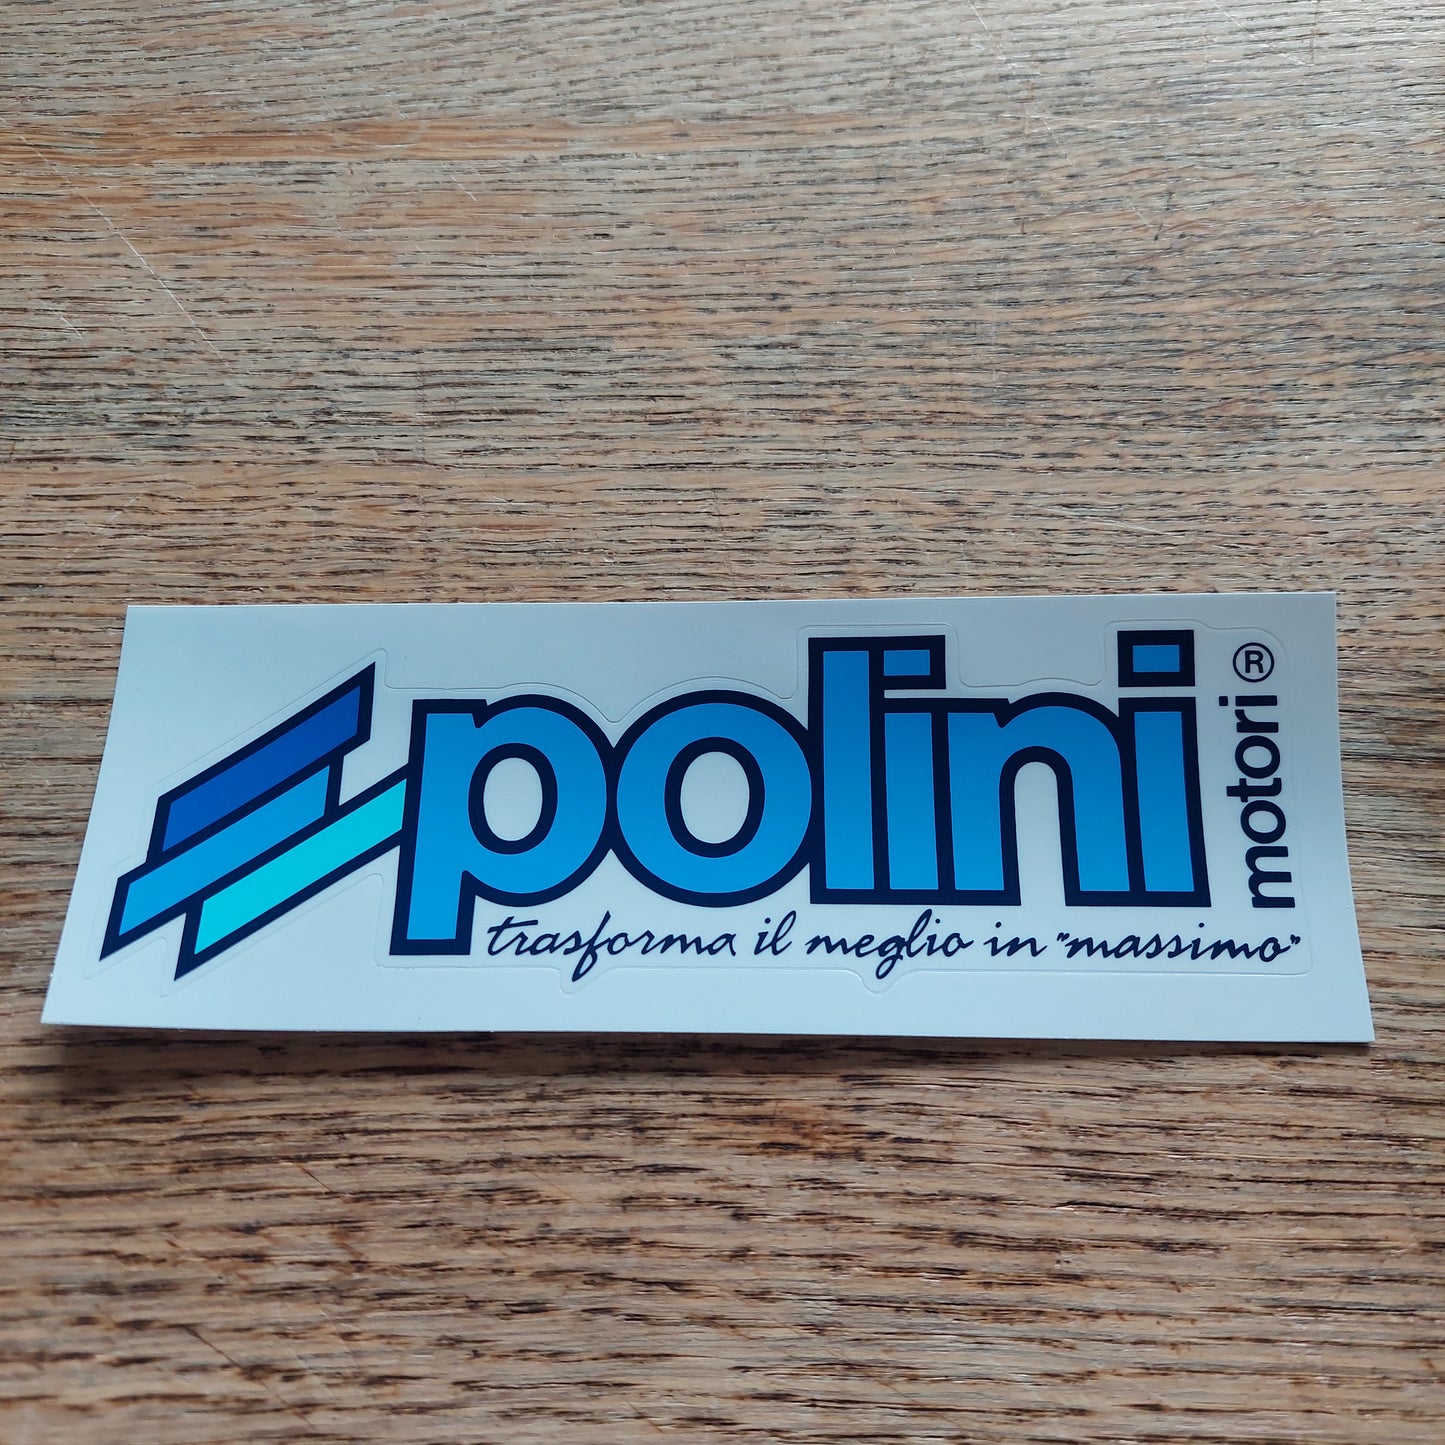 polini
motori ®
trasforma il meglio in "massimo"